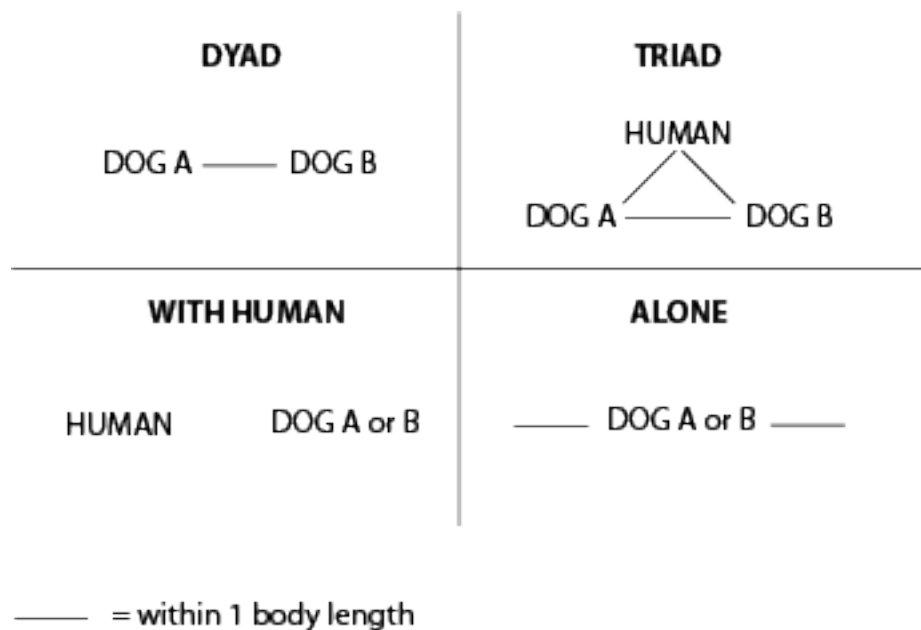 DYAD
DOG A DOG B
TRIAD
HUMAN
DOG A DOG B
WITH HUMAN
HUMAN DOG A or B
ALONE
DOG A or B
= within 1 body length